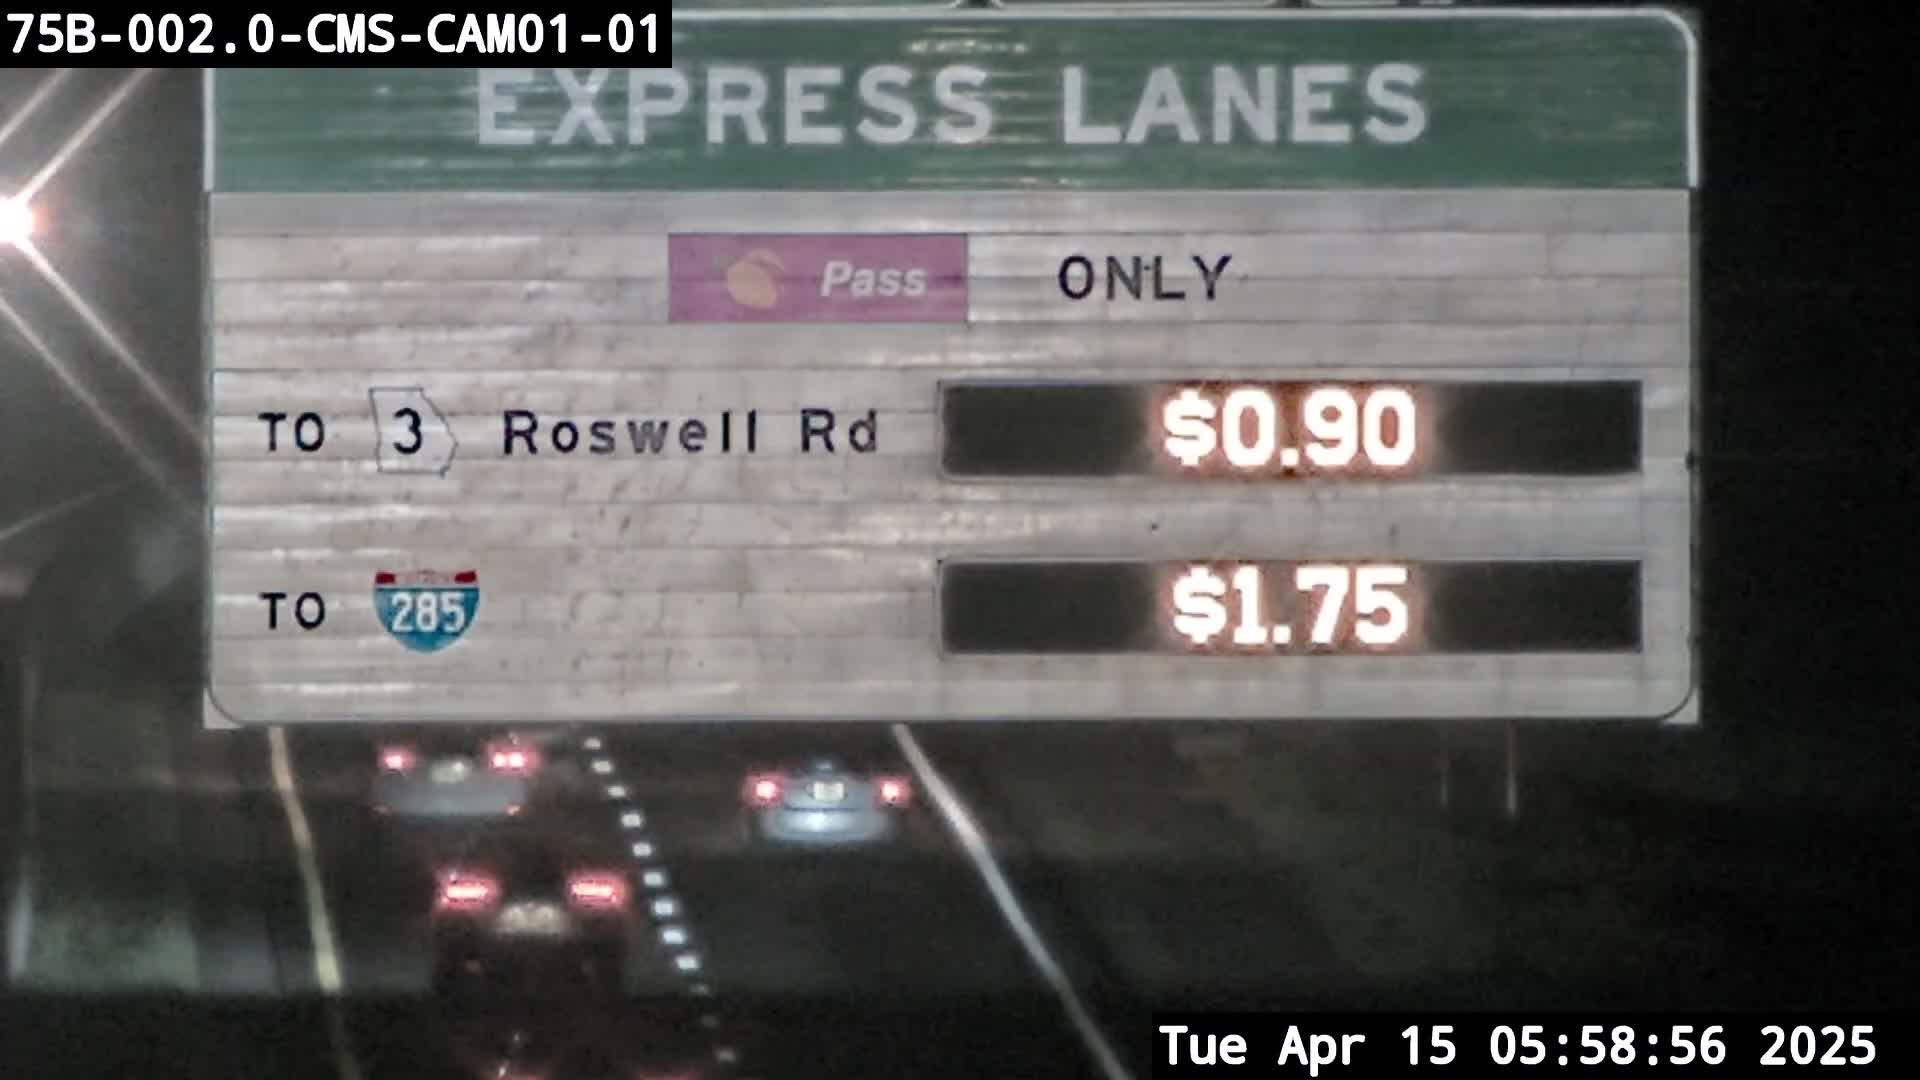 75B-002.0-CMS-CAM01-01
EXPRESS LANES
Pass ONLY
TO 3 Roswell Rd $0.90
TO 285 $1.75
Tue Apr 15 05:58:56 2025